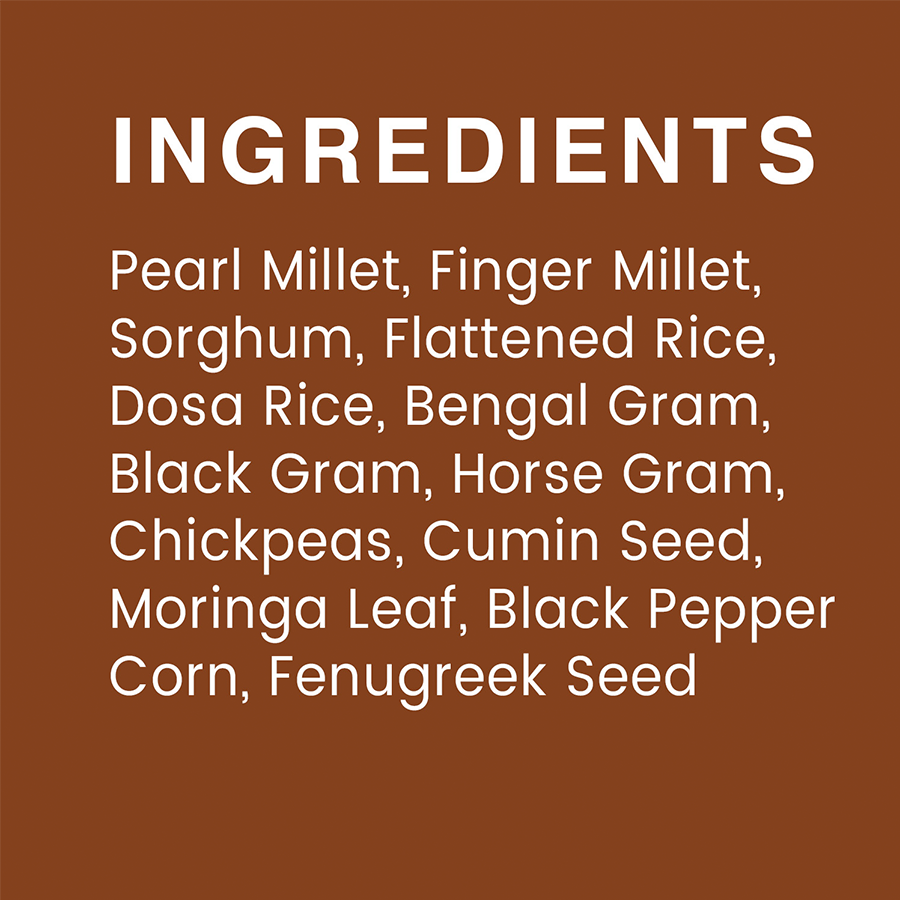 INGREDIENTS
Pearl Millet, Finger Millet,
Sorghum, Flattened Rice,
Dosa Rice, Bengal Gram,
Black Gram, Horse Gram,
Chickpeas, Cumin Seed,
Moringa Leaf, Black Pepper
Corn, Fenugreek Seed